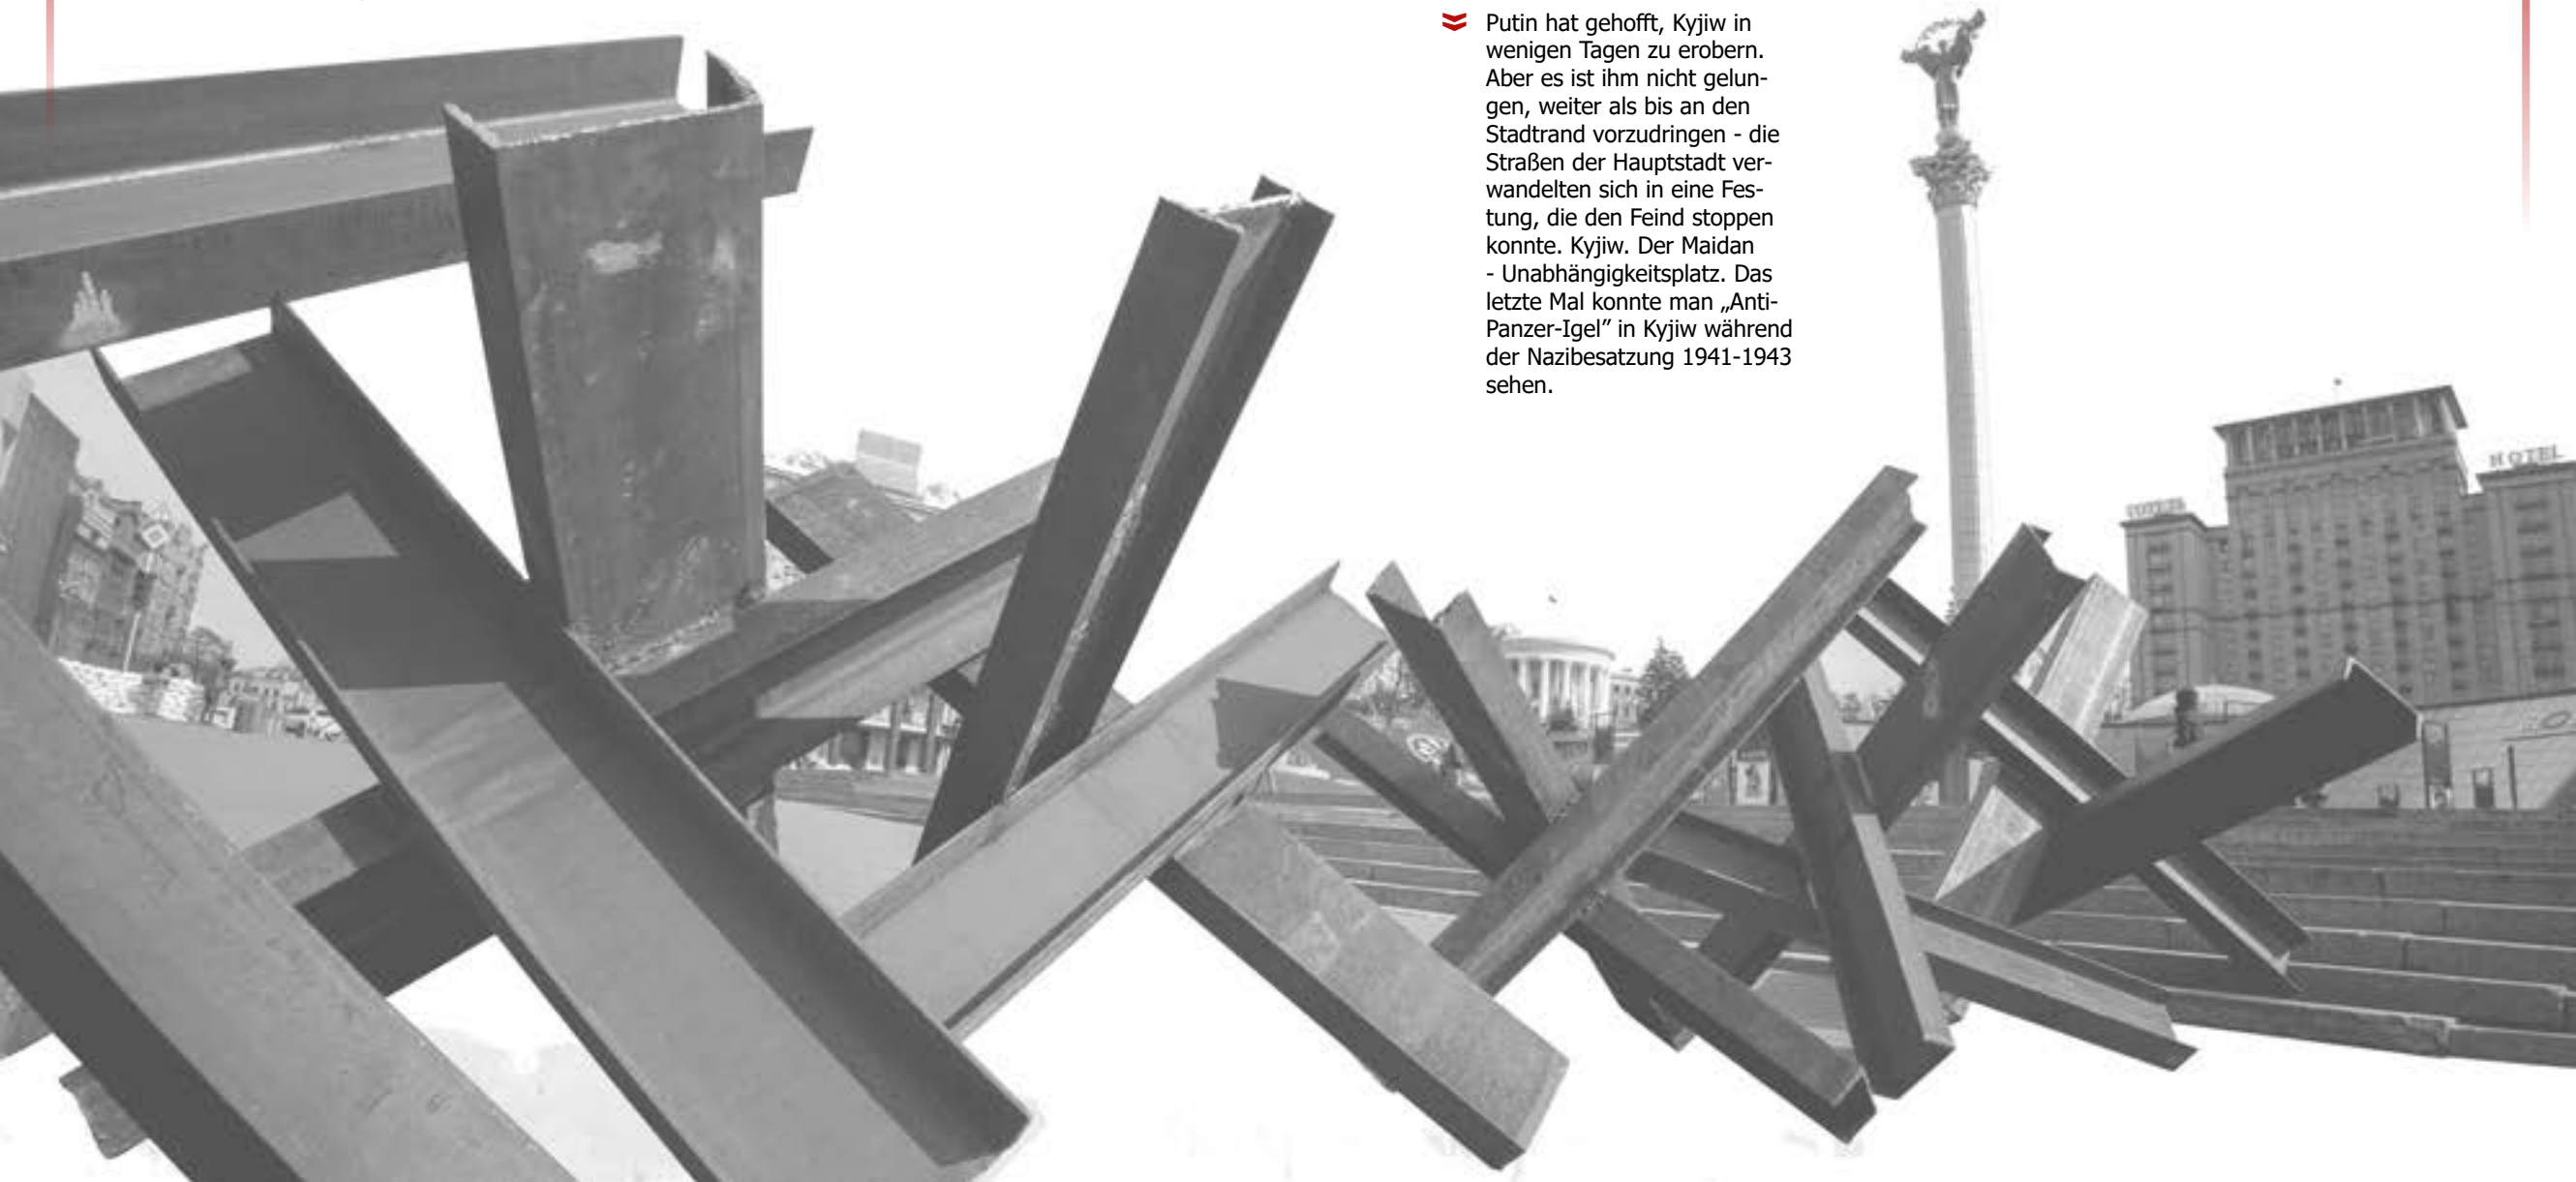 Putin hat gehofft, Kyjiw in
wenigen Tagen zu erobern.
Aber es ist ihm nicht gelun-
gen, weiter als bis an den
Stadtrand vorzudringen - die
Straßen der Hauptstadt ver-
wandelten sich in eine Fes-
tung, die den Feind stoppen
konnte. Kyjiw. Der Maidan
- Unabhängigkeitsplatz. Das
letzte Mal konnte man „Anti-
Panzer-Igel” in Kyjiw während
der Nazibesatzung 1941-1943
sehen.
HOTEL